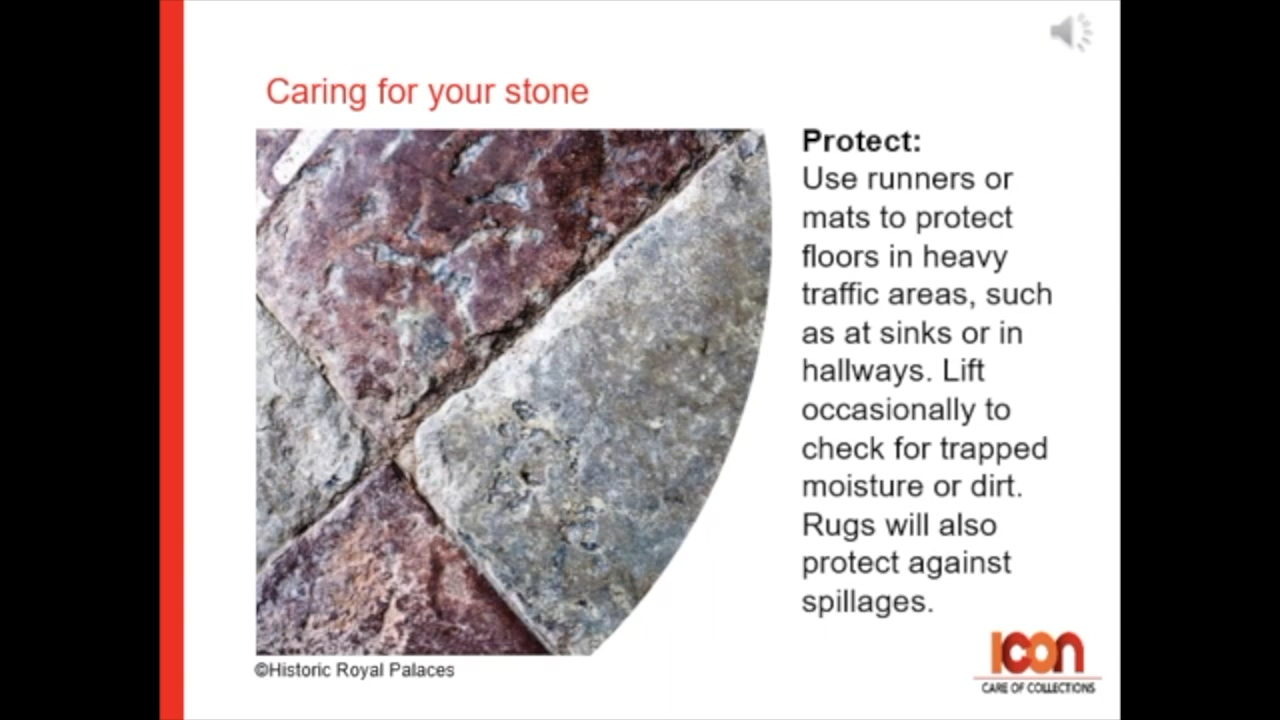 Caring for your stone
Protect:
Use runners or
mats to protect
floors in heavy
traffic areas, such
as at sinks or in
hallways. Lift
occasionally to
check for trapped
moisture or dirt.
Rugs will also
protect against
spillages.
©Historic Royal Palaces
Icon
CARE OF COLLECTIONS